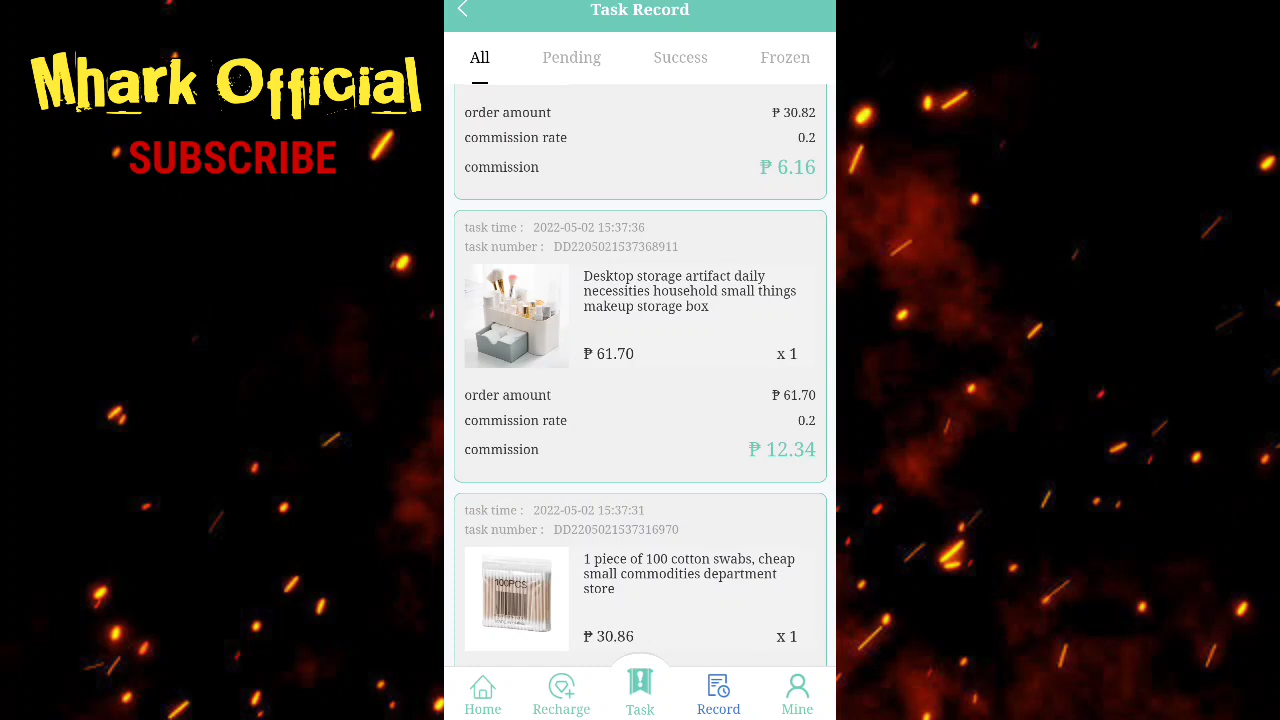 Mhark Official
SUBSCRIBE
Task Record
All Pending Success Frozen
order amount ₱ 30.82
commission rate 0.2
commission ₱ 6.16
task time : 2022-05-02 15:37:36
task number : DD2205021537368911
Desktop storage artifact daily
necessities household small things
makeup storage box
₱ 61.70 x 1
order amount ₱ 61.70
commission rate 0.2
commission ₱ 12.34
task time : 2022-05-02 15:37:31
task number : DD2205021537316970
1 piece of 100 cotton swabs, cheap
small commodities department
store
100PCS
₱ 30.86 x 1
Home Recharge Task Record Mine